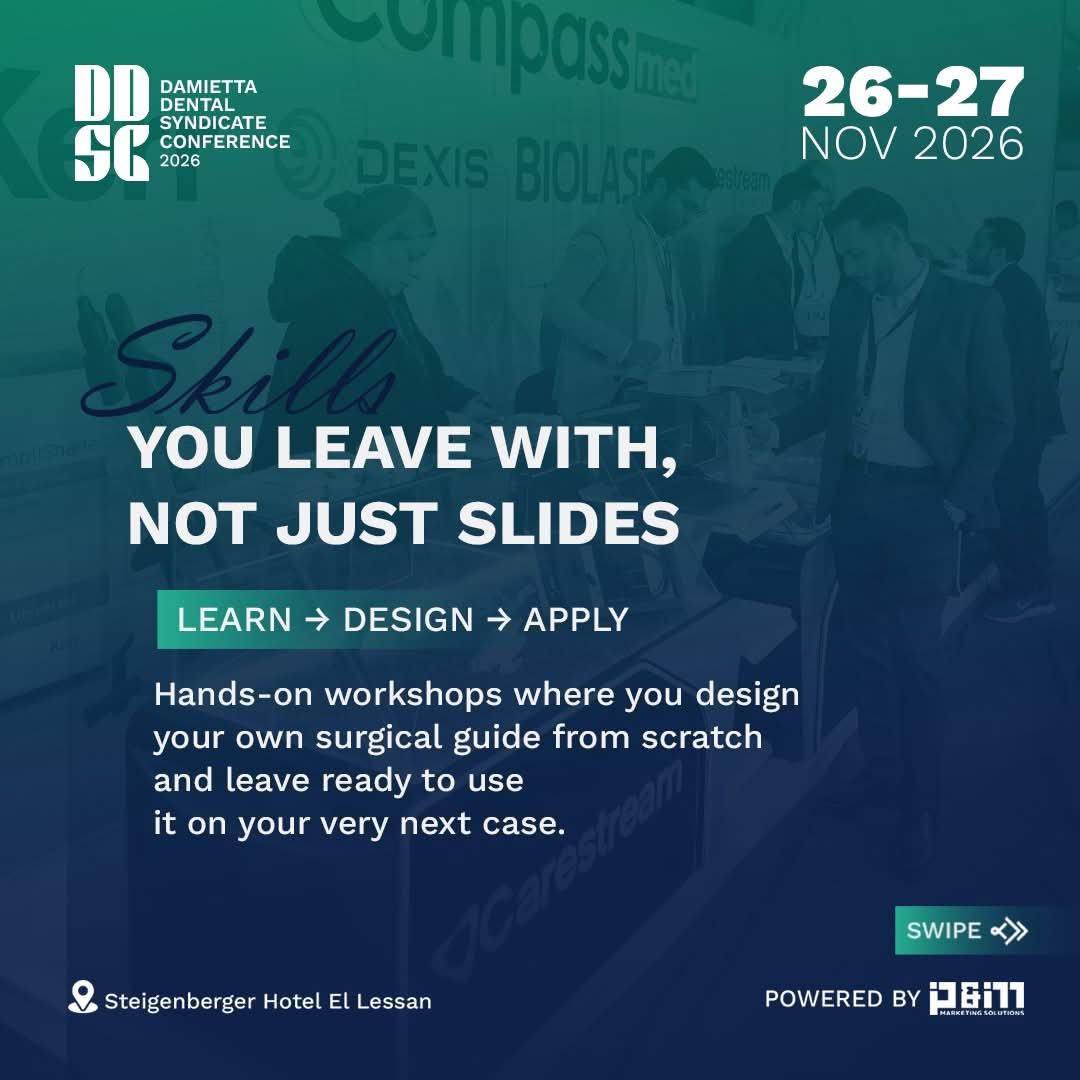 DD
SC
DAMIETTA
DENTAL
SYNDICATE
CONFERENCE
2026
26-27
NOV 2026
Compass med
DEXIS
BIOLASE
Skills
YOU LEAVE WITH,
NOT JUST SLIDES
LEARN → DESIGN → APPLY
Hands-on workshops where you design
your own surgical guide from scratch
and leave ready to use
it on your very next case.
Carestream
SWIPE
Steigenberger Hotel El Lessan
POWERED BY P&M
MARKETING SOLUTIONS